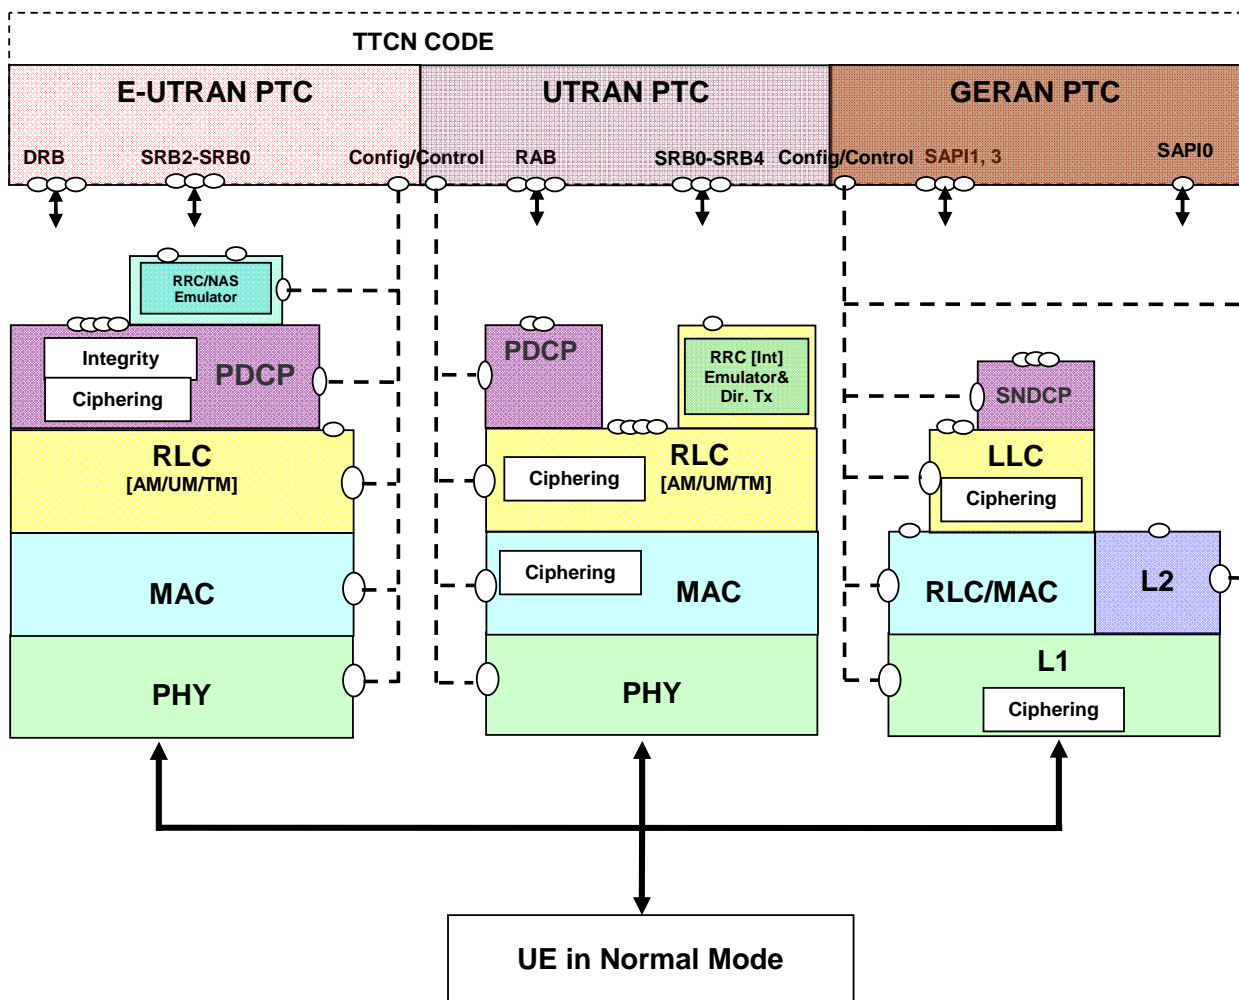 TTCN CODE
E-UTRAN PTC
UTRAN PTC
GERAN PTC
DRB
SRB2-SRB0
Config/Control
RAB
SRB0-SRB4
Config/Control
SAPI1, 3
SAPI0
RRC/NAS
Emulator
Integrity
PDCP
Ciphering
RLC
[AM/UM/TM]
MAC
PHY
PDCP
RRC [Int]
Emulator&
Dir. Tx
Ciphering
RLC
[AM/UM/TM]
Ciphering
MAC
PHY
SNDCP
LLC
Ciphering
RLC/MAC
L2
L1
Ciphering
UE in Normal Mode